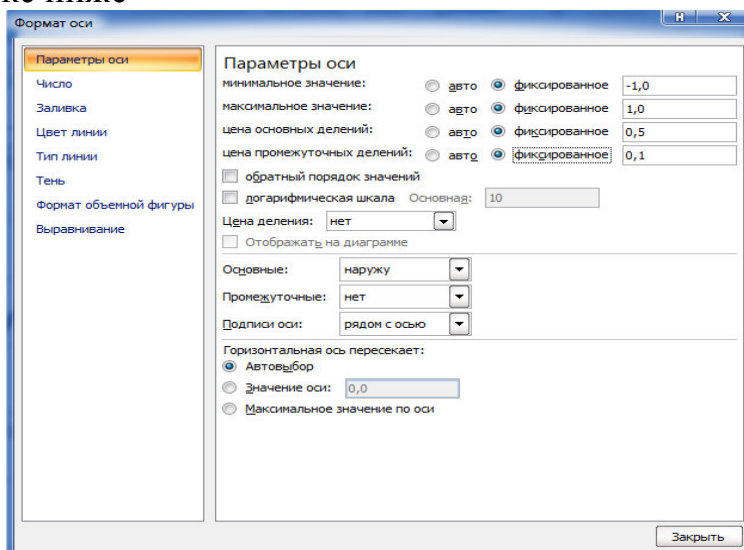 Формат оси
Н X
Параметры оси
Число
Заливка
Цвет линии
Тип линии
Тень
Формат объемной фигуры
Выравнивание
Параметры оси
минимальное значение: авто фиксированное -1,0
максимальное значение: авто фиксированное 1,0
цена основных делений: авто фиксированное 0,5
цена промежуточных делений: авто фиксированное 0,1
обратный порядок значений
логарифмическая шкала Основная: 10
Цена деления: нет
Отображать на диаграмме
Основные: наружу
Промежуточные: нет
Подписи оси: рядом с осью
Горизонтальная ось пересекает:
Автовыбор
Значение оси: 0,0
Максимальное значение по оси
Закрыть